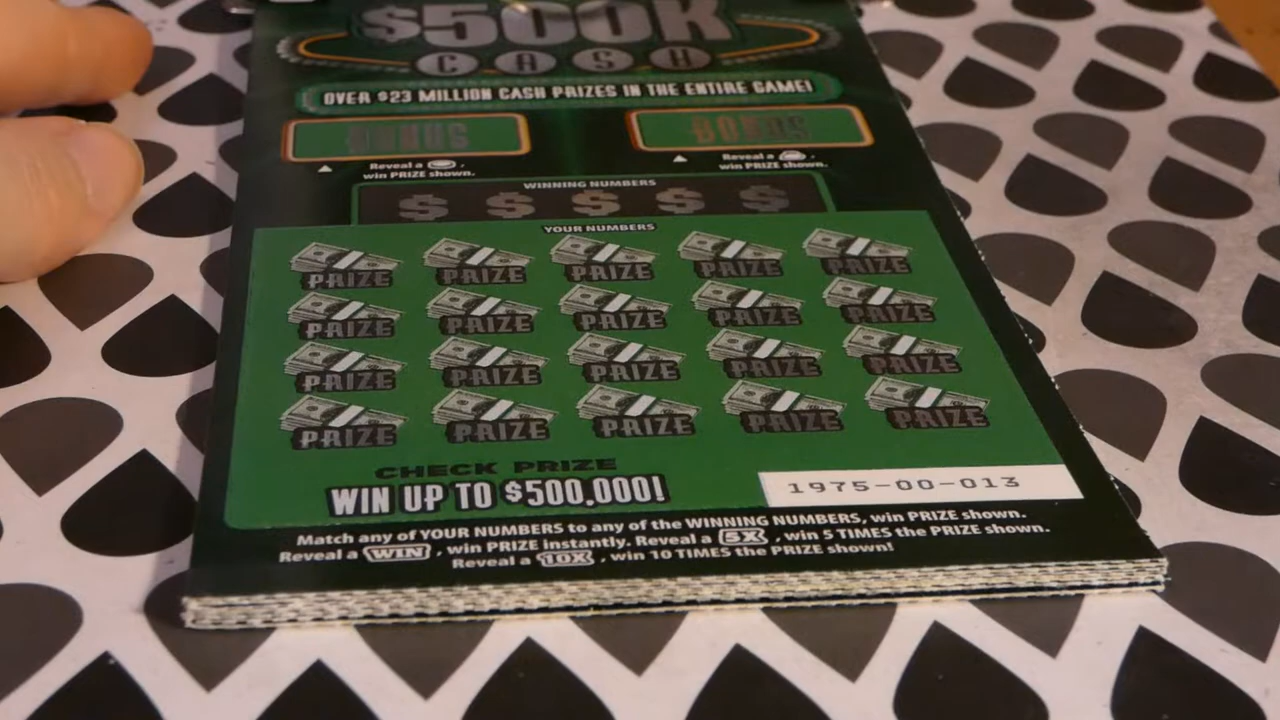 $500K
CASH
OVER $23 MILLION CASH PRIZES IN THE ENTIRE GAME!
BONUS BONUS
Reveal a , win PRIZE shown.
Reveal a , win PRIZE shown.
WINNING NUMBERS
$ $ $ $ $
YOUR NUMBERS
PRIZE PRIZE PRIZE PRIZE PRIZE
PRIZE PRIZE PRIZE PRIZE PRIZE
PRIZE PRIZE PRIZE PRIZE PRIZE
PRIZE PRIZE PRIZE PRIZE PRIZE
CHECK PRIZE
WIN UP TO $500,000!
1975-00-013
Match any of YOUR NUMBERS to any of the WINNING NUMBERS, win PRIZE shown.
Reveal a WIN , win PRIZE instantly. Reveal a 5X , win 5 TIMES the PRIZE shown.
Reveal a 10X , win 10 TIMES the PRIZE shown!